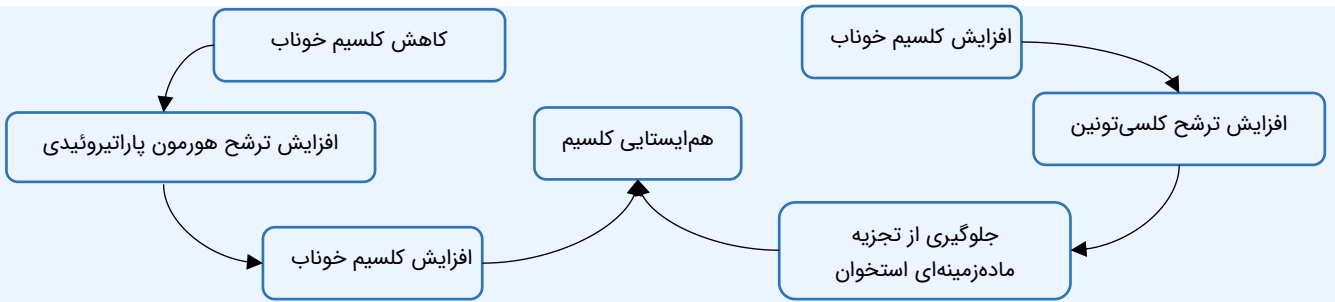 افزایش کلسیم خوناب
کاهش کلسیم خوناب
افزایش ترشح کلسی‌تونین
هم‌ایستایی کلسیم
افزایش ترشح هورمون پاراتیروئیدی
جلوگیری از تجزیه
ماده‌زمینه‌ای استخوان
افزایش کلسیم خوناب